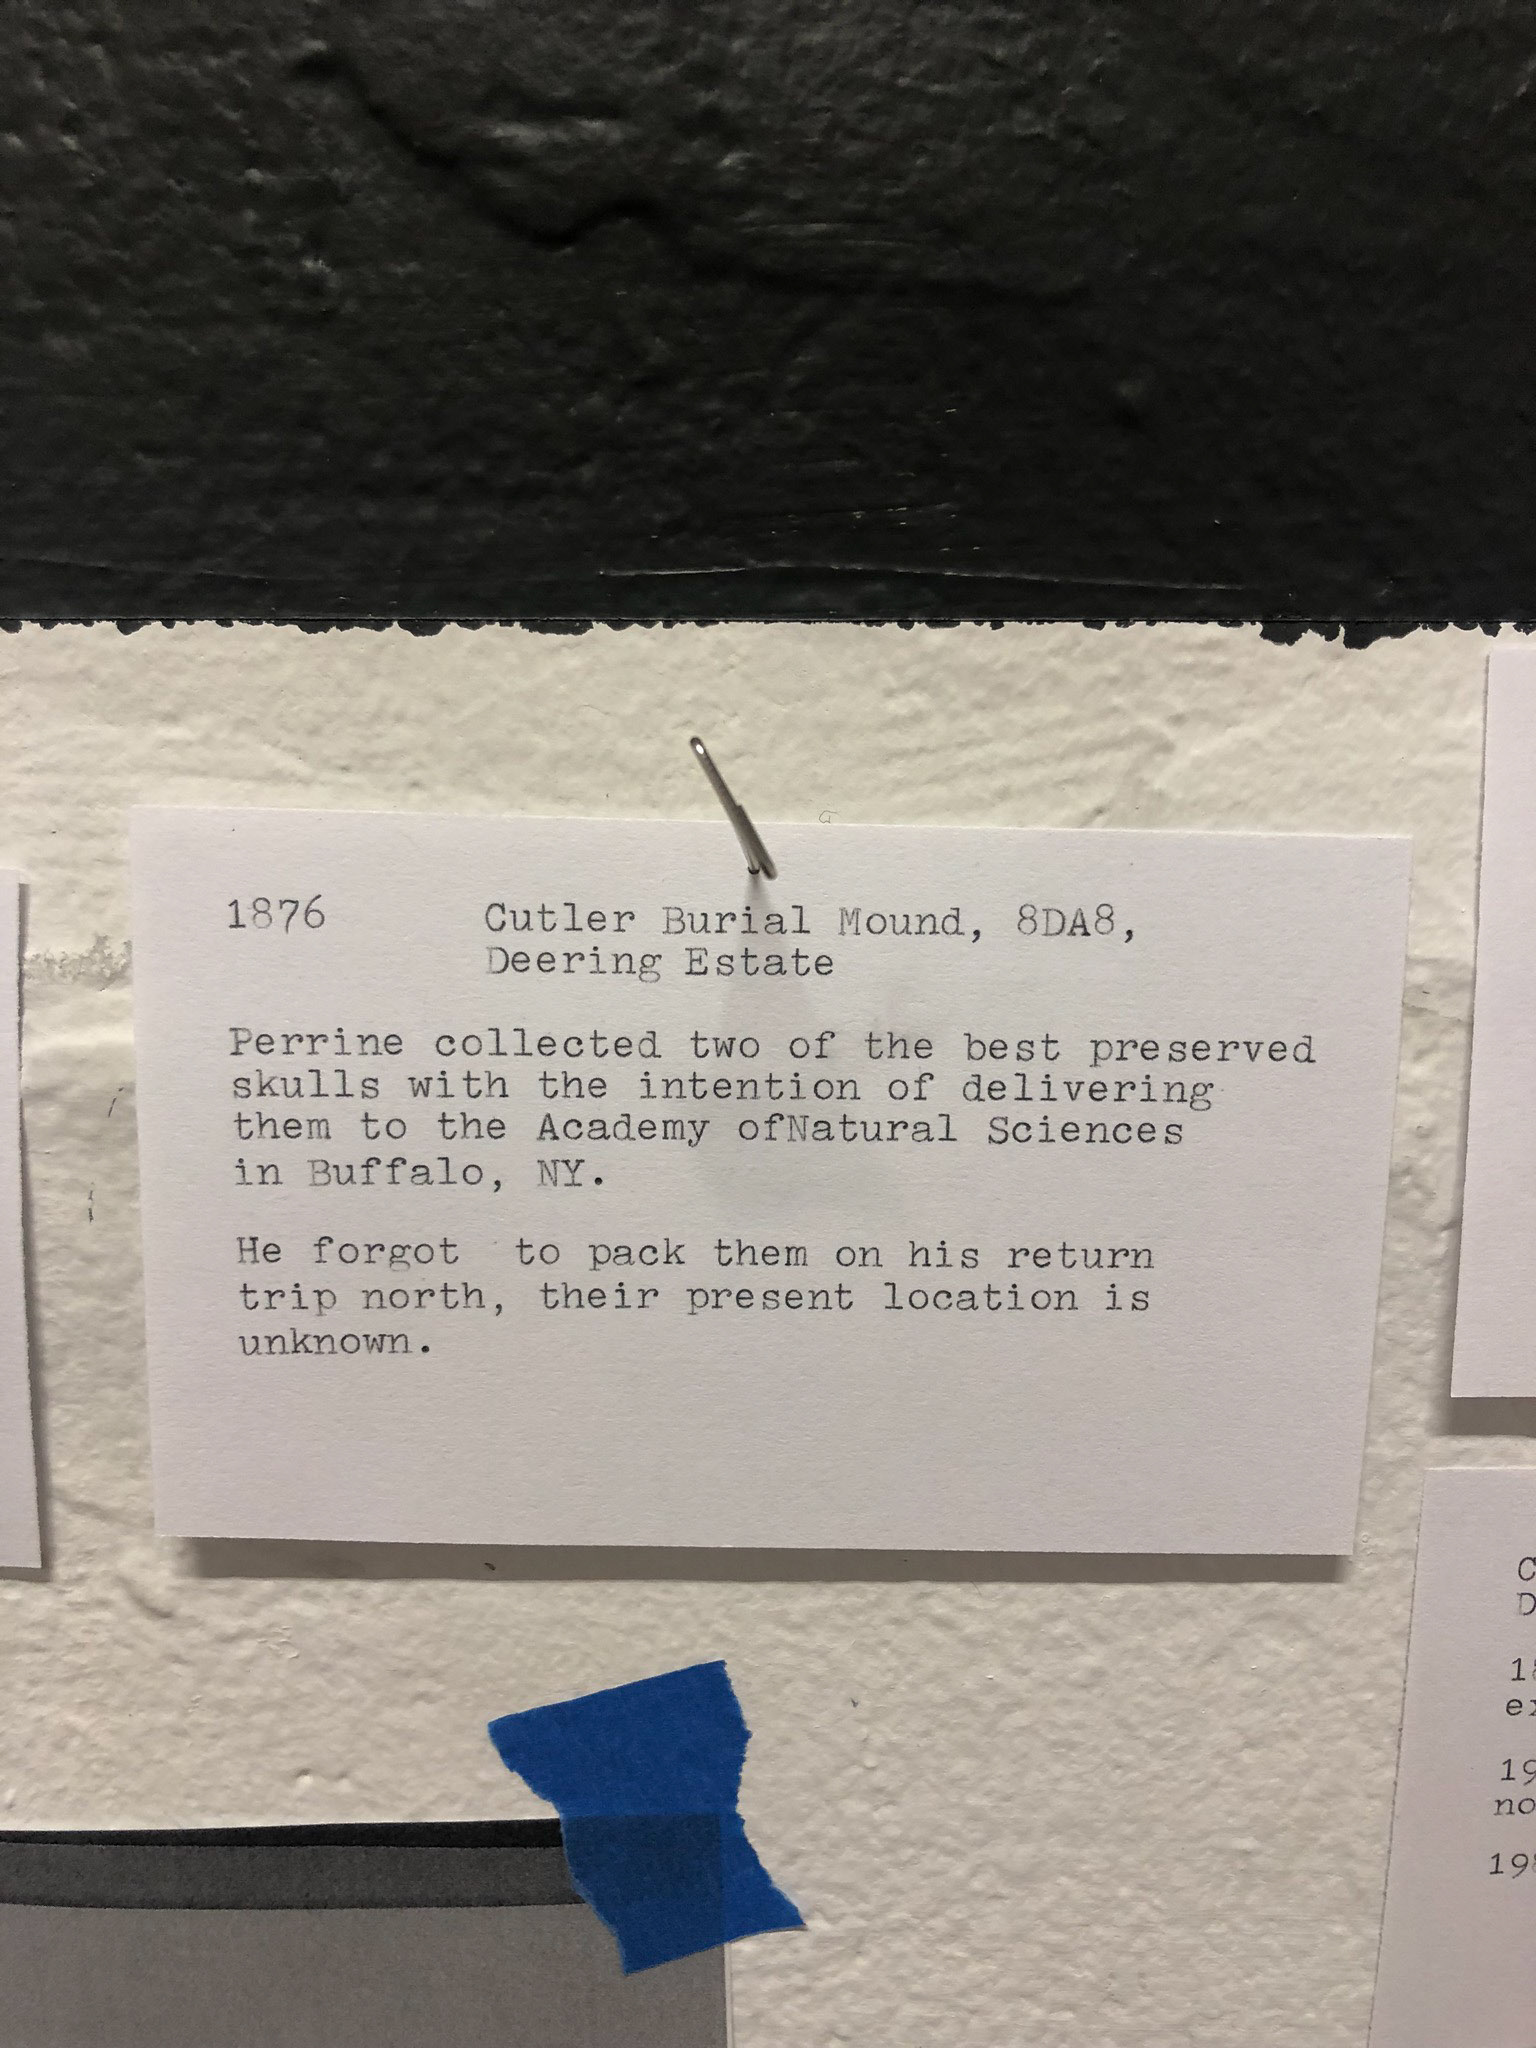 1876 Cutler Burial Mound, 8DA8,
Deering Estate
Perrine collected two of the best preserved
skulls with the intention of delivering
them to the Academy ofNatural Sciences
in Buffalo, NY.
He forgot to pack them on his return
trip north, their present location is
unknown.